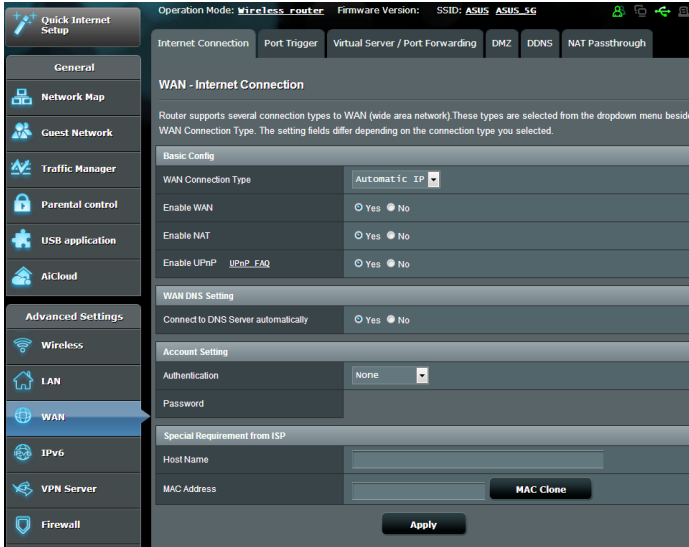 Quick Internet
Setup
Operation Mode: Wireless router Firmware Version: SSID: ASUS ASUS_5G
Internet Connection Port Trigger Virtual Server / Port Forwarding DMZ DDNS NAT Passthrough
General
Network Map
Guest Network
Traffic Manager
Parental control
USB application
AiCloud
Advanced Settings
Wireless
LAN
WAN
IPv6
VPN Server
Firewall
WAN - Internet Connection
Router supports several connection types to WAN (wide area network).These types are selected from the dropdown menu besid
WAN Connection Type. The setting fields differ depending on the connection type you selected.
Basic Config
WAN Connection Type Automatic IP
Enable WAN Yes No
Enable NAT Yes No
Enable UPnP UPnP FAQ Yes No
WAN DNS Setting
Connect to DNS Server automatically Yes No
Account Setting
Authentication None
Password
Special Requirement from ISP
Host Name
MAC Address MAC Clone
Apply